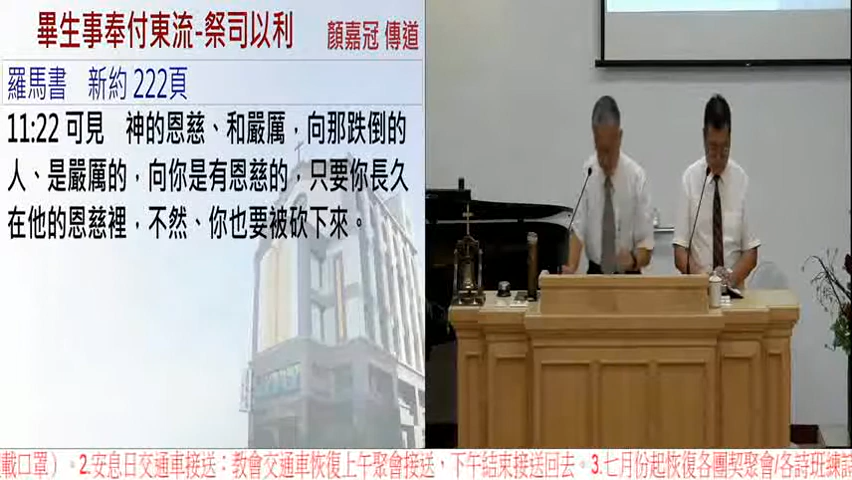 畢生事奉付東流-祭司以利
顏嘉冠 傳道
羅馬書 新約 222頁
11:22 可見 神的恩慈、和嚴厲，向那跌倒的
人、是嚴厲的，向你是有恩慈的，只要你長久
在他的恩慈裡，不然、你也要被砍下來。
戴口罩）。2.安息日交通車接送：教會交通車恢復上午聚會接送，下午結束接送回去。3.七月份起恢復各團契聚會/各詩班練